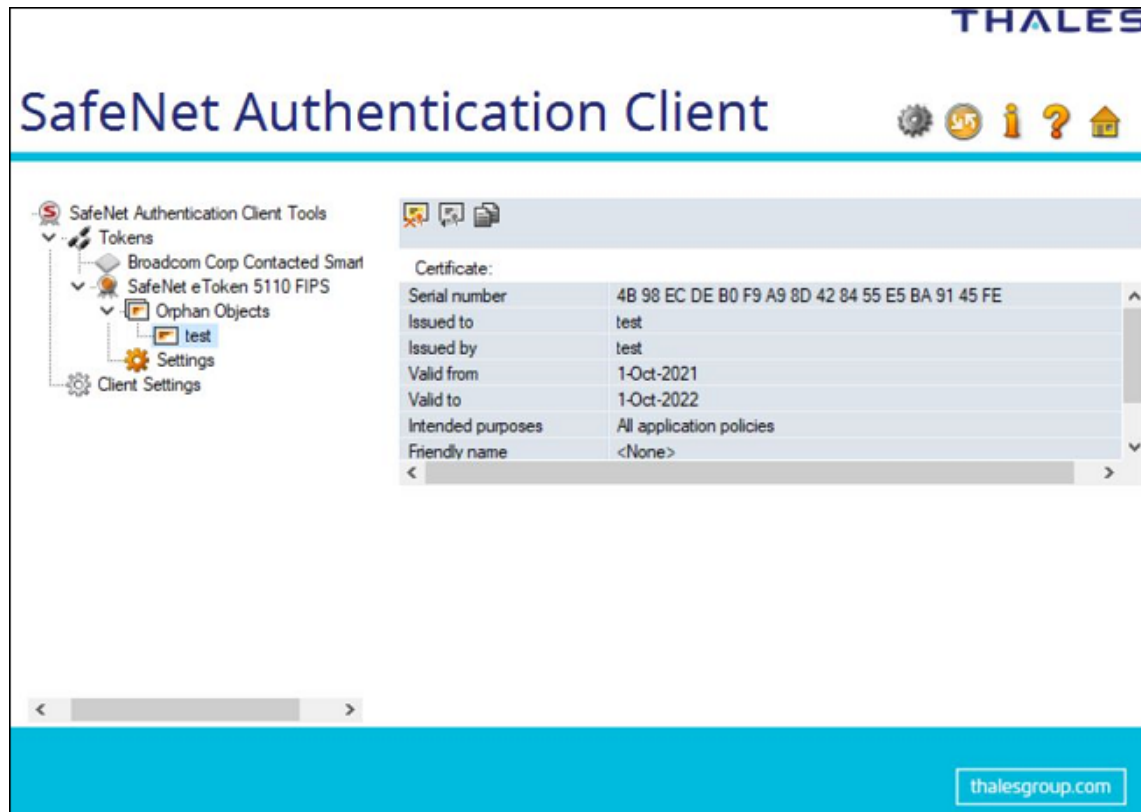 THALES
SafeNet Authentication Client
SafeNet Authentication Client Tools
Tokens
Broadcom Corp Contacted Smart
SafeNet eToken 5110 FIPS
Orphan Objects
test
Settings
Client Settings
Certificate:
Serial number 4B 98 EC DE B0 F9 A9 8D 42 84 55 E5 BA 91 45 FE
Issued to test
Issued by test
Valid from 1-Oct-2021
Valid to 1-Oct-2022
Intended purposes All application policies
Friendly name <None>
thalesgroup.com